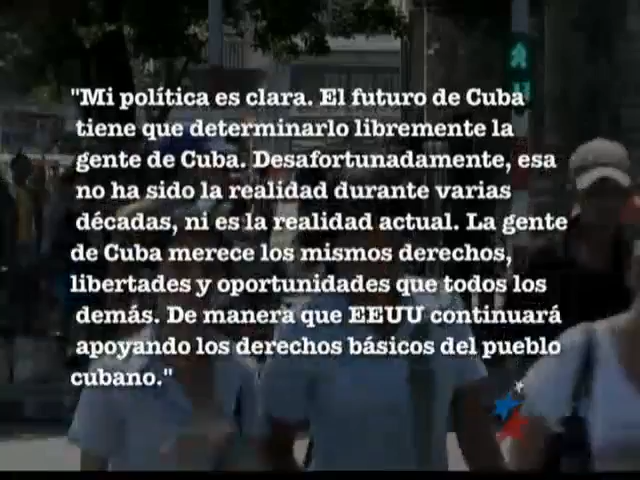 "Mi política es clara. El futuro de Cuba
tiene que determinarlo libremente la
gente de Cuba. Desafortunadamente, esa
no ha sido la realidad durante varias
décadas, ni es la realidad actual. La gente
de Cuba merece los mismos derechos,
libertades y oportunidades que todos los
demás. De manera que EEUU continuará
apoyando los derechos básicos del pueblo
cubano."